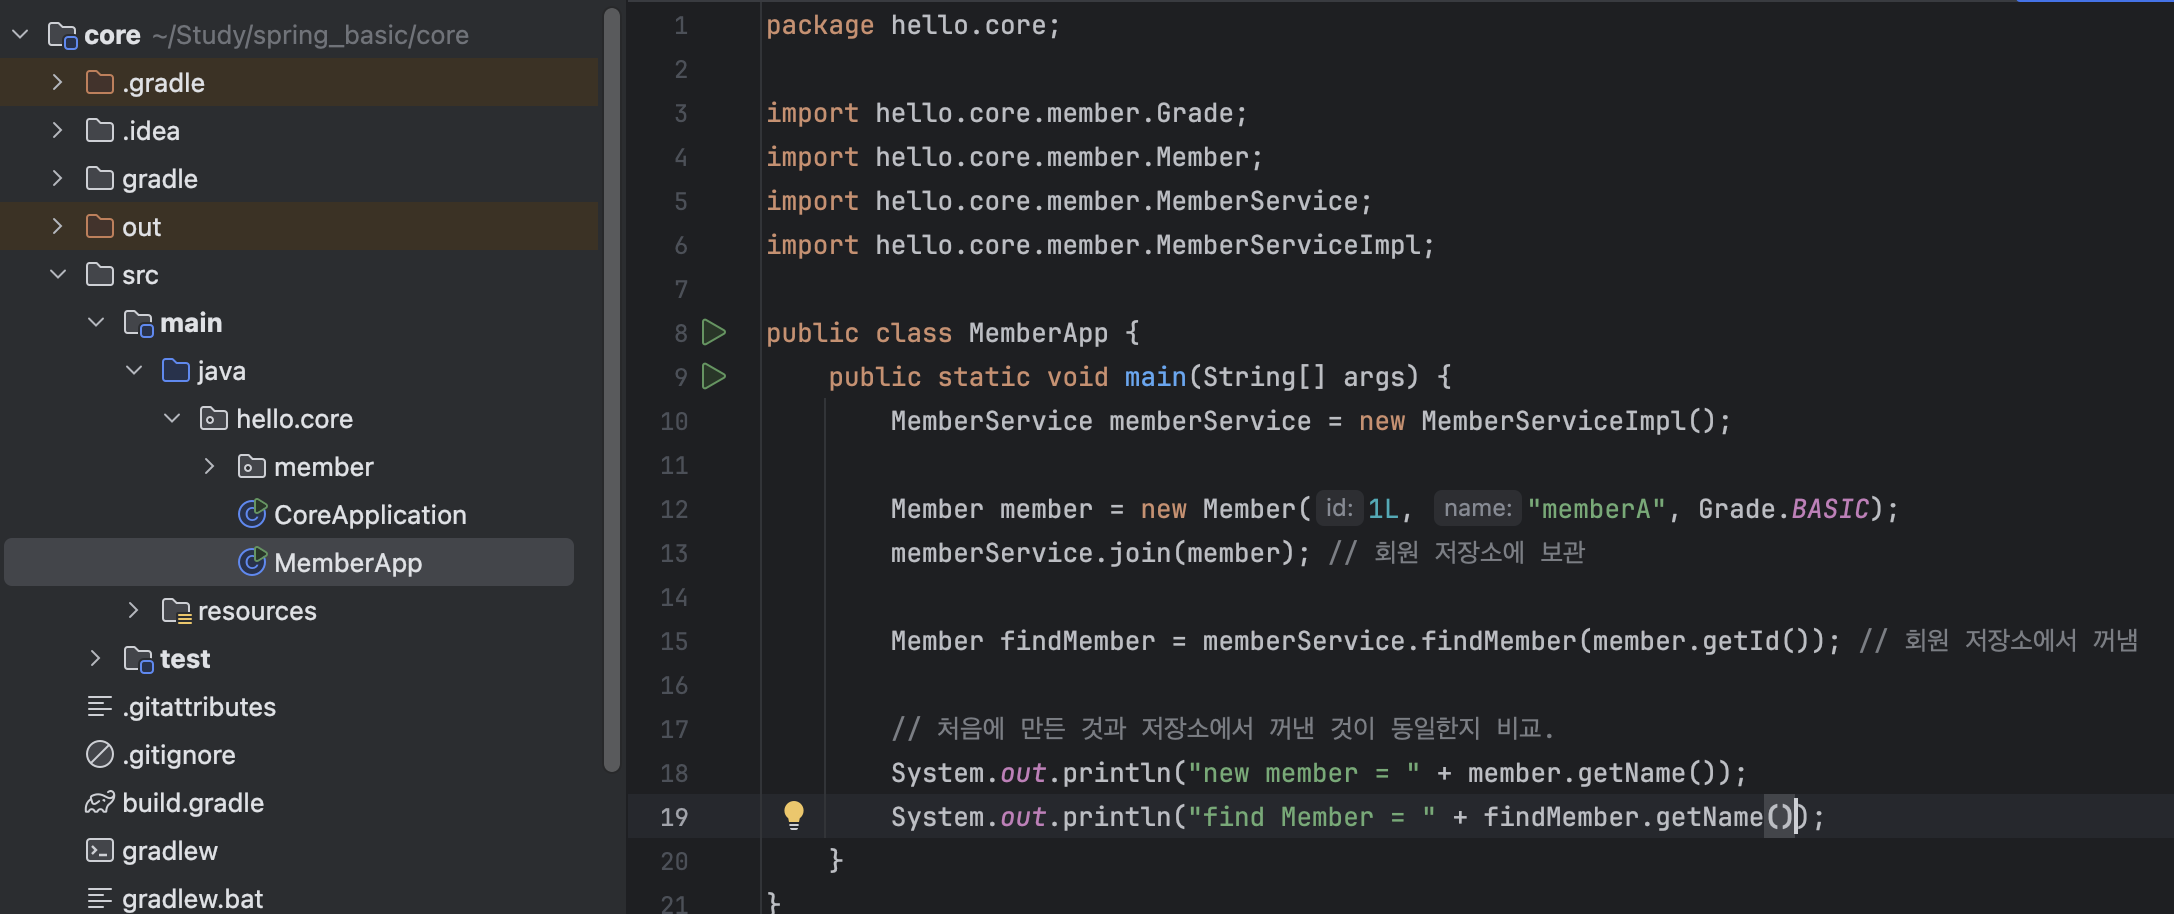 core ~/Study/spring_basic/core
.gradle
.idea
gradle
out
src
main
java
hello.core
member
CoreApplication
MemberApp
resources
test
.gitattributes
.gitignore
build.gradle
gradlew
gradlew.bat
1 package hello.core;
2
3 import hello.core.member.Grade;
4 import hello.core.member.Member;
5 import hello.core.member.MemberService;
6 import hello.core.member.MemberServiceImpl;
7
8 public class MemberApp {
9 public static void main(String[] args) {
10 MemberService memberService = new MemberServiceImpl();
11
12 Member member = new Member( id: 1L, name: "memberA", Grade.BASIC);
13 memberService.join(member); // 회원 저장소에 보관
14
15 Member findMember = memberService.findMember(member.getId()); // 회원 저장소에서 꺼냄
16
17 // 처음에 만든 것과 저장소에서 꺼낸 것이 동일한지 비교.
18 System.out.println("new member = " + member.getName());
19 System.out.println("find Member = " + findMember.getName());
20 }
21 }